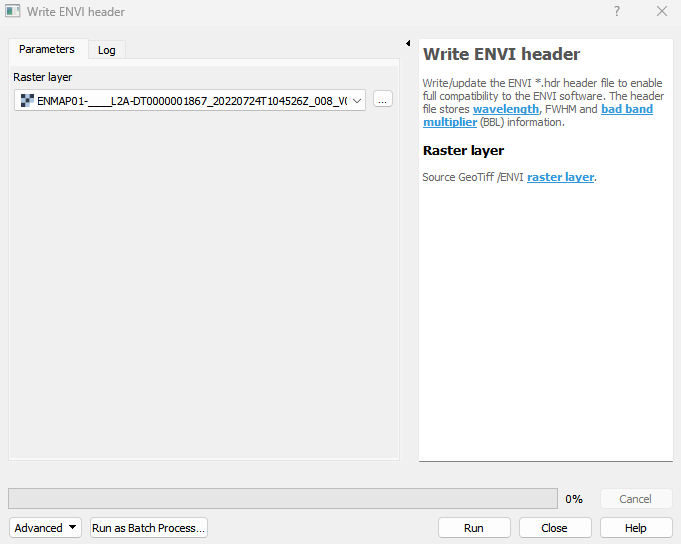 Write ENVI header
?
Parameters
Log
Raster layer
ENMAP01-____L2A-DT0000001867_20220724T104526Z_008_V0
...
Write ENVI header
Write/update the ENVI *.hdr header file to enable
full compatibility to the ENVI software. The header
file stores wavelength, FWHM and bad band
multiplier (BBL) information.
Raster layer
Source GeoTiff /ENVI raster layer.
0%
Cancel
Advanced
Run as Batch Process...
Run
Close
Help